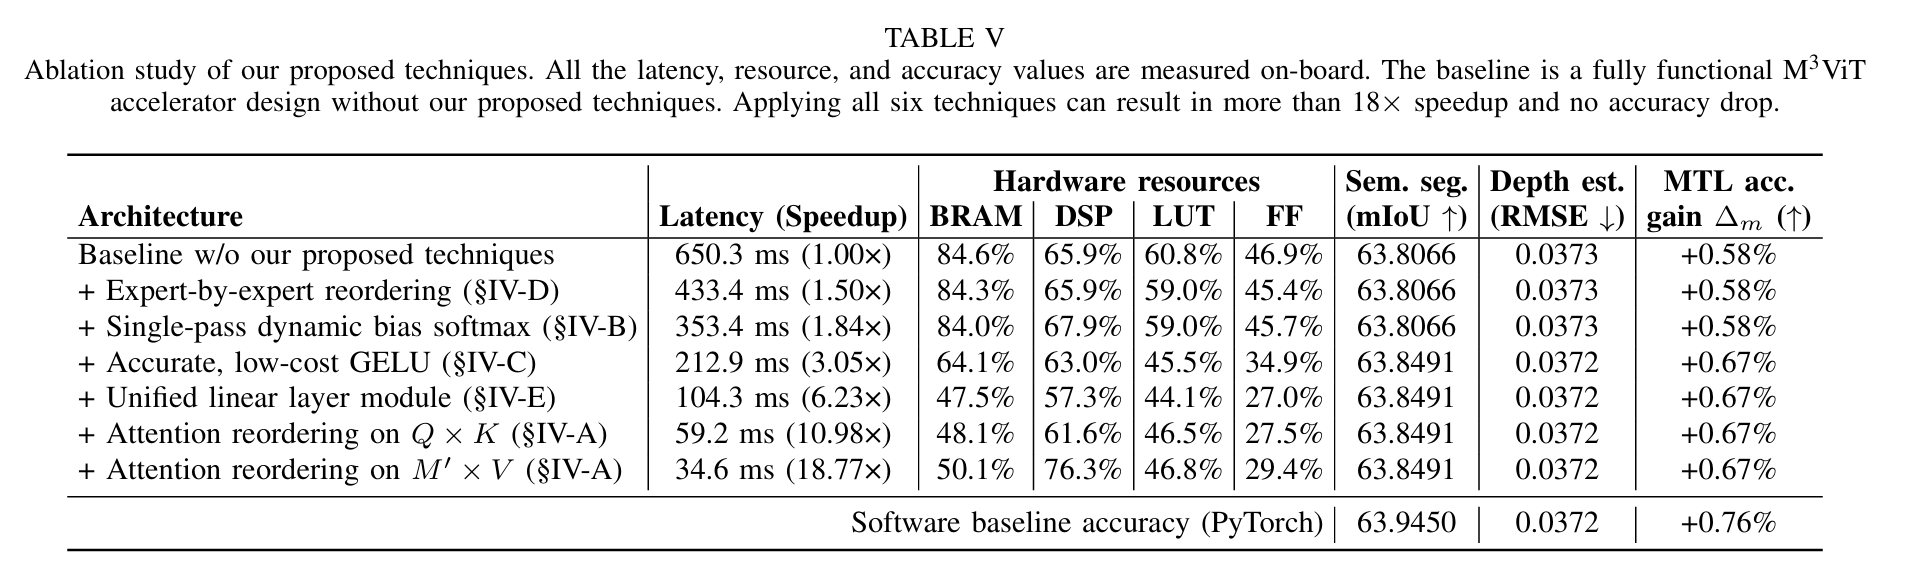 TABLE V
Ablation study of our proposed techniques. All the latency, resource, and accuracy values are measured on-board. The baseline is a fully functional M³ViT
accelerator design without our proposed techniques. Applying all six techniques can result in more than 18× speedup and no accuracy drop.
Hardware resources Sem. seg. Depth est. MTL acc.
Architecture Latency (Speedup) BRAM DSP LUT FF (mIoU ↑) (RMSE ↓) gain Δₘ (↑)
Baseline w/o our proposed techniques 650.3 ms (1.00×) 84.6% 65.9% 60.8% 46.9% 63.8066 0.0373 +0.58%
+ Expert-by-expert reordering (§IV-D) 433.4 ms (1.50×) 84.3% 65.9% 59.0% 45.4% 63.8066 0.0373 +0.58%
+ Single-pass dynamic bias softmax (§IV-B) 353.4 ms (1.84×) 84.0% 67.9% 59.0% 45.7% 63.8066 0.0373 +0.58%
+ Accurate, low-cost GELU (§IV-C) 212.9 ms (3.05×) 64.1% 63.0% 45.5% 34.9% 63.8491 0.0372 +0.67%
+ Unified linear layer module (§IV-E) 104.3 ms (6.23×) 47.5% 57.3% 44.1% 27.0% 63.8491 0.0372 +0.67%
+ Attention reordering on Q × K (§IV-A) 59.2 ms (10.98×) 48.1% 61.6% 46.5% 27.5% 63.8491 0.0372 +0.67%
+ Attention reordering on M′ × V (§IV-A) 34.6 ms (18.77×) 50.1% 76.3% 46.8% 29.4% 63.8491 0.0372 +0.67%
Software baseline accuracy (PyTorch) 63.9450 0.0372 +0.76%